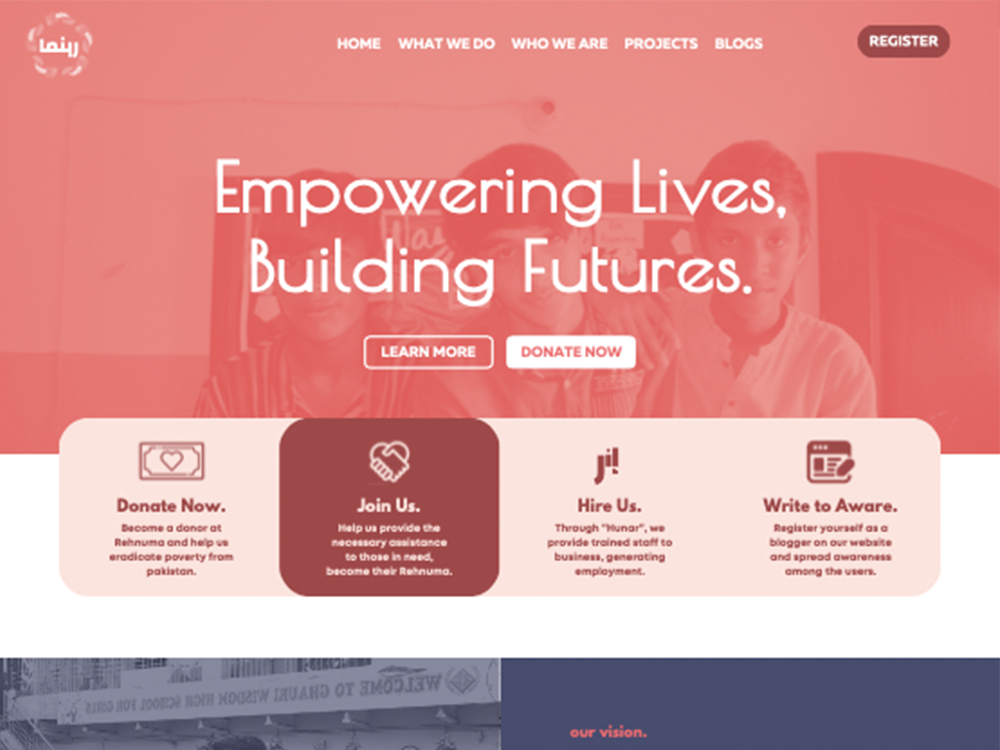 رہنما
HOME WHAT WE DO WHO WE ARE PROJECTS BLOGS
REGISTER
Empowering Lives,
Building Futures.
LEARN MORE
DONATE NOW
Donate Now.
Become a donor at
Rehnuma and help us
eradicate poverty from
pakistan.
Join Us.
Help us provide the
necessary assistance
to those in need,
become their Rehnuma.
Hire Us.
Through "Hunar", we
provide trained staff to
business, generating
employment.
Write to Aware.
Register yourself as a
blogger on our website
and spread awareness
among the users.
WELCOME TO GHAURI WISDOM HIGH SCHOOL FOR GIRLS
our vision.